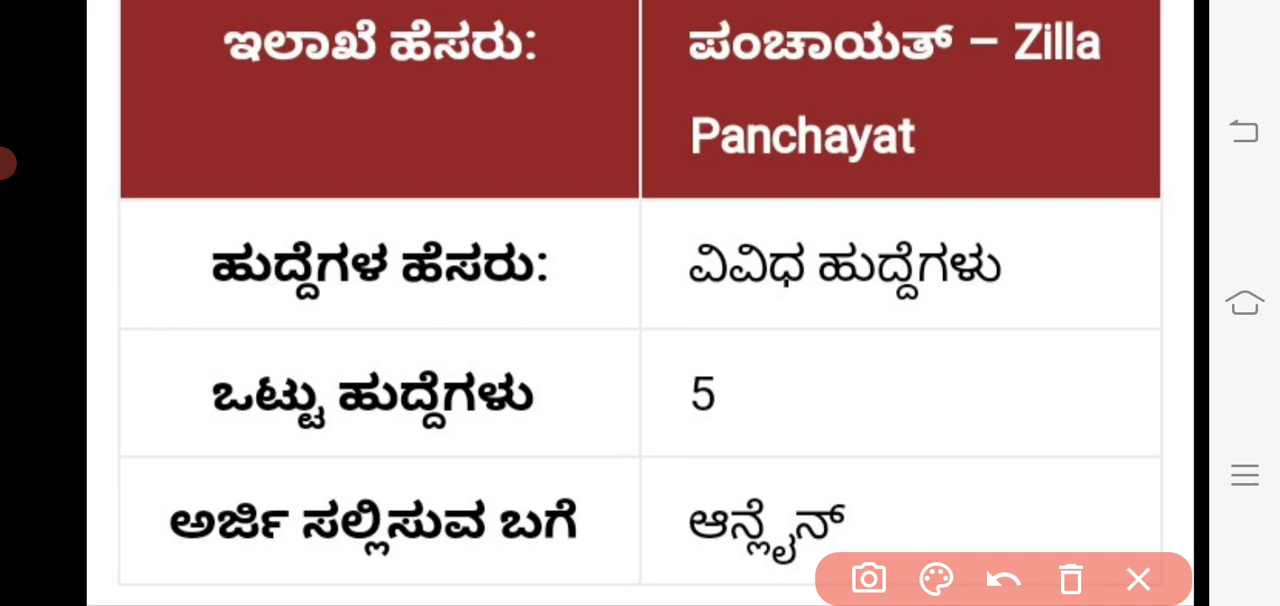 ಇಲಾಖೆ ಹೆಸರು: ಪಂಚಾಯತ್ – Zilla
Panchayat
ಹುದ್ದೆಗಳ ಹೆಸರು: ವಿವಿಧ ಹುದ್ದೆಗಳು
ಒಟ್ಟು ಹುದ್ದೆಗಳು 5
ಅರ್ಜಿ ಸಲ್ಲಿಸುವ ಬಗೆ ಆನ್ಲೈನ್